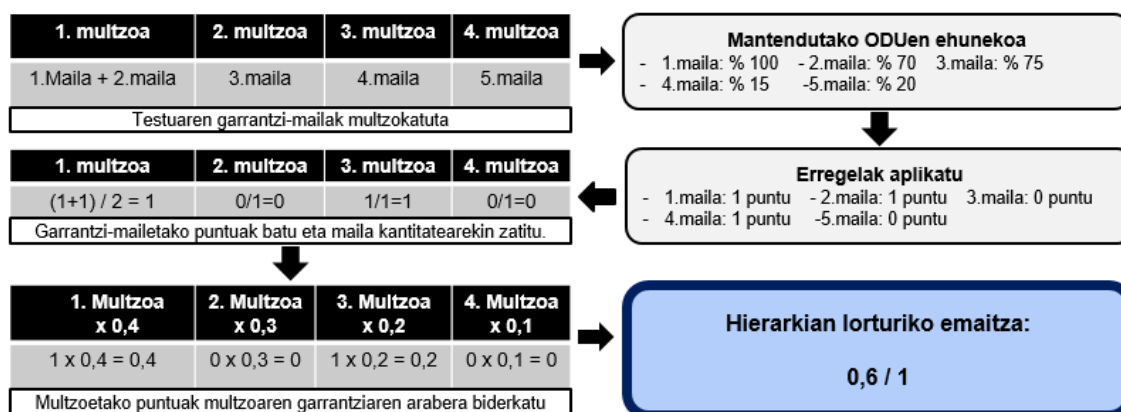 1. multzoa 2. multzoa 3. multzoa 4. multzoa
1.Maila + 2.maila 3.maila 4.maila 5.maila
Testuaren garrantzi-mailak multzokatuta
Mantendutako ODUen ehunekoa
- 1.maila: % 100 - 2.maila: % 70 3.maila: % 75
- 4.maila: % 15 -5.maila: % 20
Erregelak aplikatu
- 1.maila: 1 puntu - 2.maila: 1 puntu 3.maila: 0 puntu
- 4.maila: 1 puntu -5.maila: 0 puntu
1. multzoa 2. multzoa 3. multzoa 4. multzoa
(1+1) / 2 = 1 0/1=0 1/1=1 0/1=0
Garrantzi-mailetako puntuak batu eta maila kantitatearekin zatitu.
1. Multzoa x 0,4 2. Multzoa x 0,3 3. Multzoa x 0,2 4. Multzoa x 0,1
1 x 0,4 = 0,4 0 x 0,3 = 0 1 x 0,2 = 0,2 0 x 0,1 = 0
Multzoetako puntuak multzoaren garrantziaren arabera biderkatu
Hierarkian lorturiko emaitza:
0,6 / 1